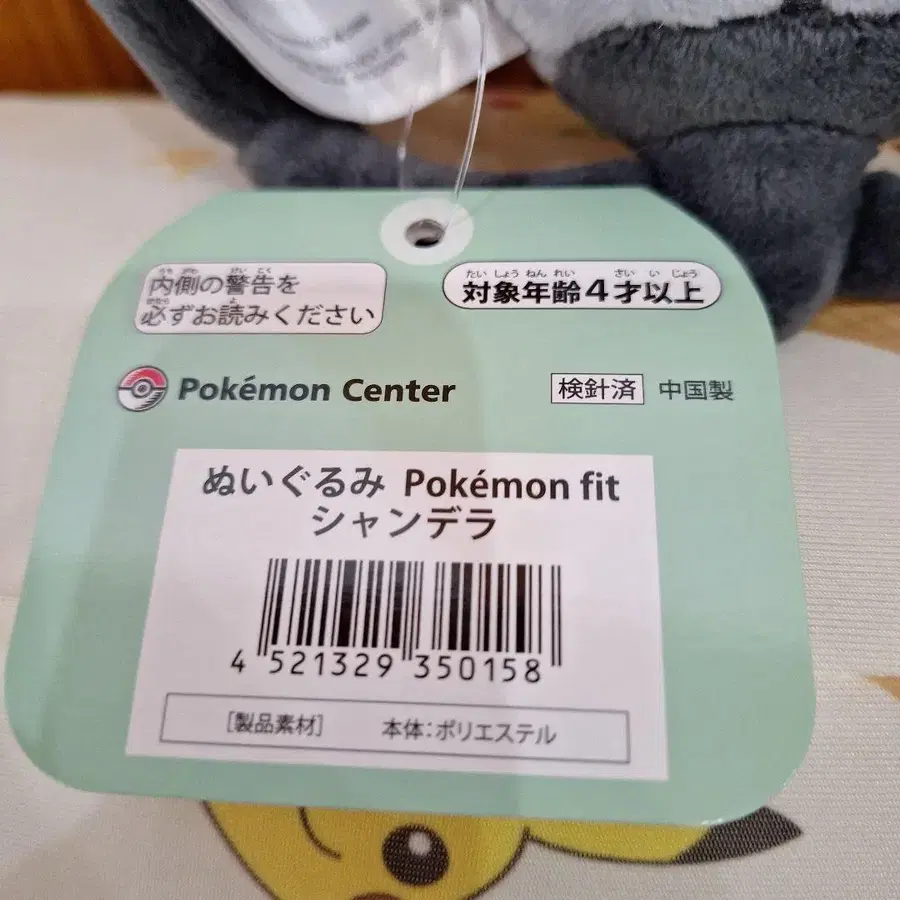 内側の警告を
必ずお読みください
対象年齢4才以上
Pokémon Center
検針済 中国製
ぬいぐるみ Pokémon fit
シャンデラ
4 521329 350158
[製品素材] 本体:ポリエステル